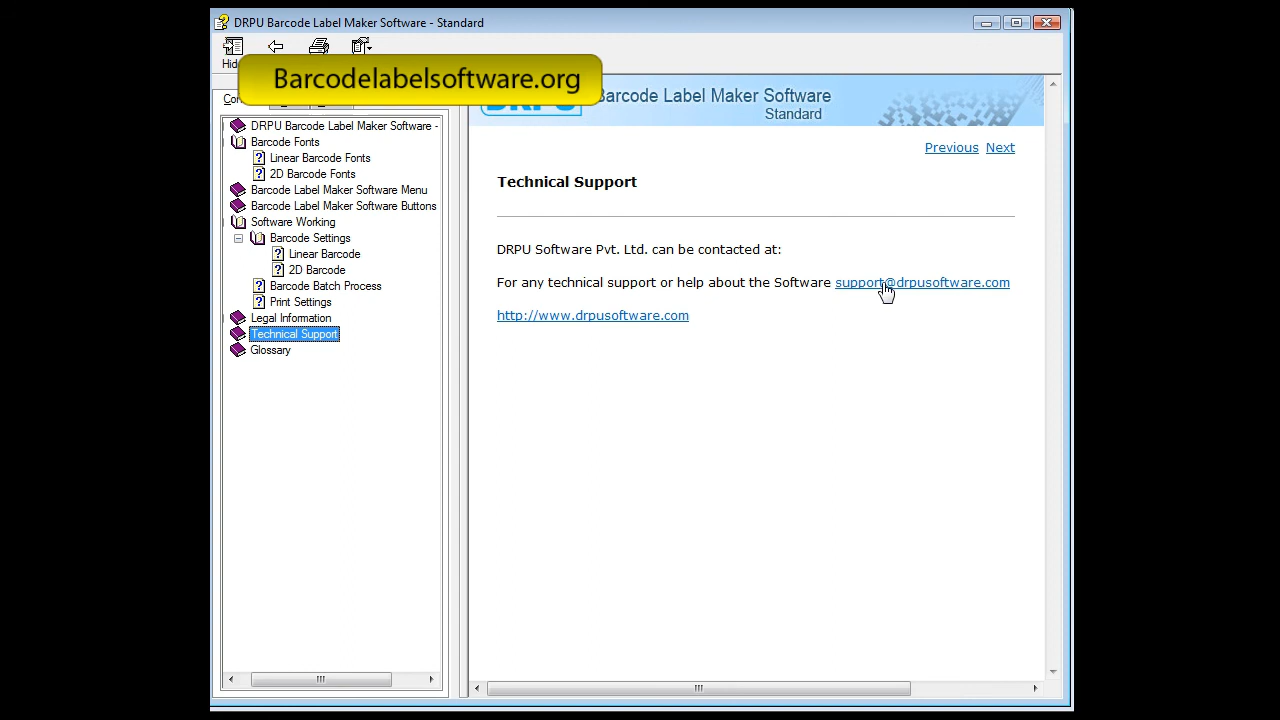 DRPU Barcode Label Maker Software - Standard
Barcodelabelsoftware.org
DRPU Barcode Label Maker Software -
Barcode Fonts
Linear Barcode Fonts
2D Barcode Fonts
Barcode Label Maker Software Menu
Barcode Label Maker Software Buttons
Software Working
Barcode Settings
Linear Barcode
2D Barcode
Barcode Batch Process
Print Settings
Legal Information
Technical Support
Glossary
Barcode Label Maker Software
Standard
Previous Next
Technical Support
DRPU Software Pvt. Ltd. can be contacted at:
For any technical support or help about the Software support@drpusoftware.com
http://www.drpusoftware.com